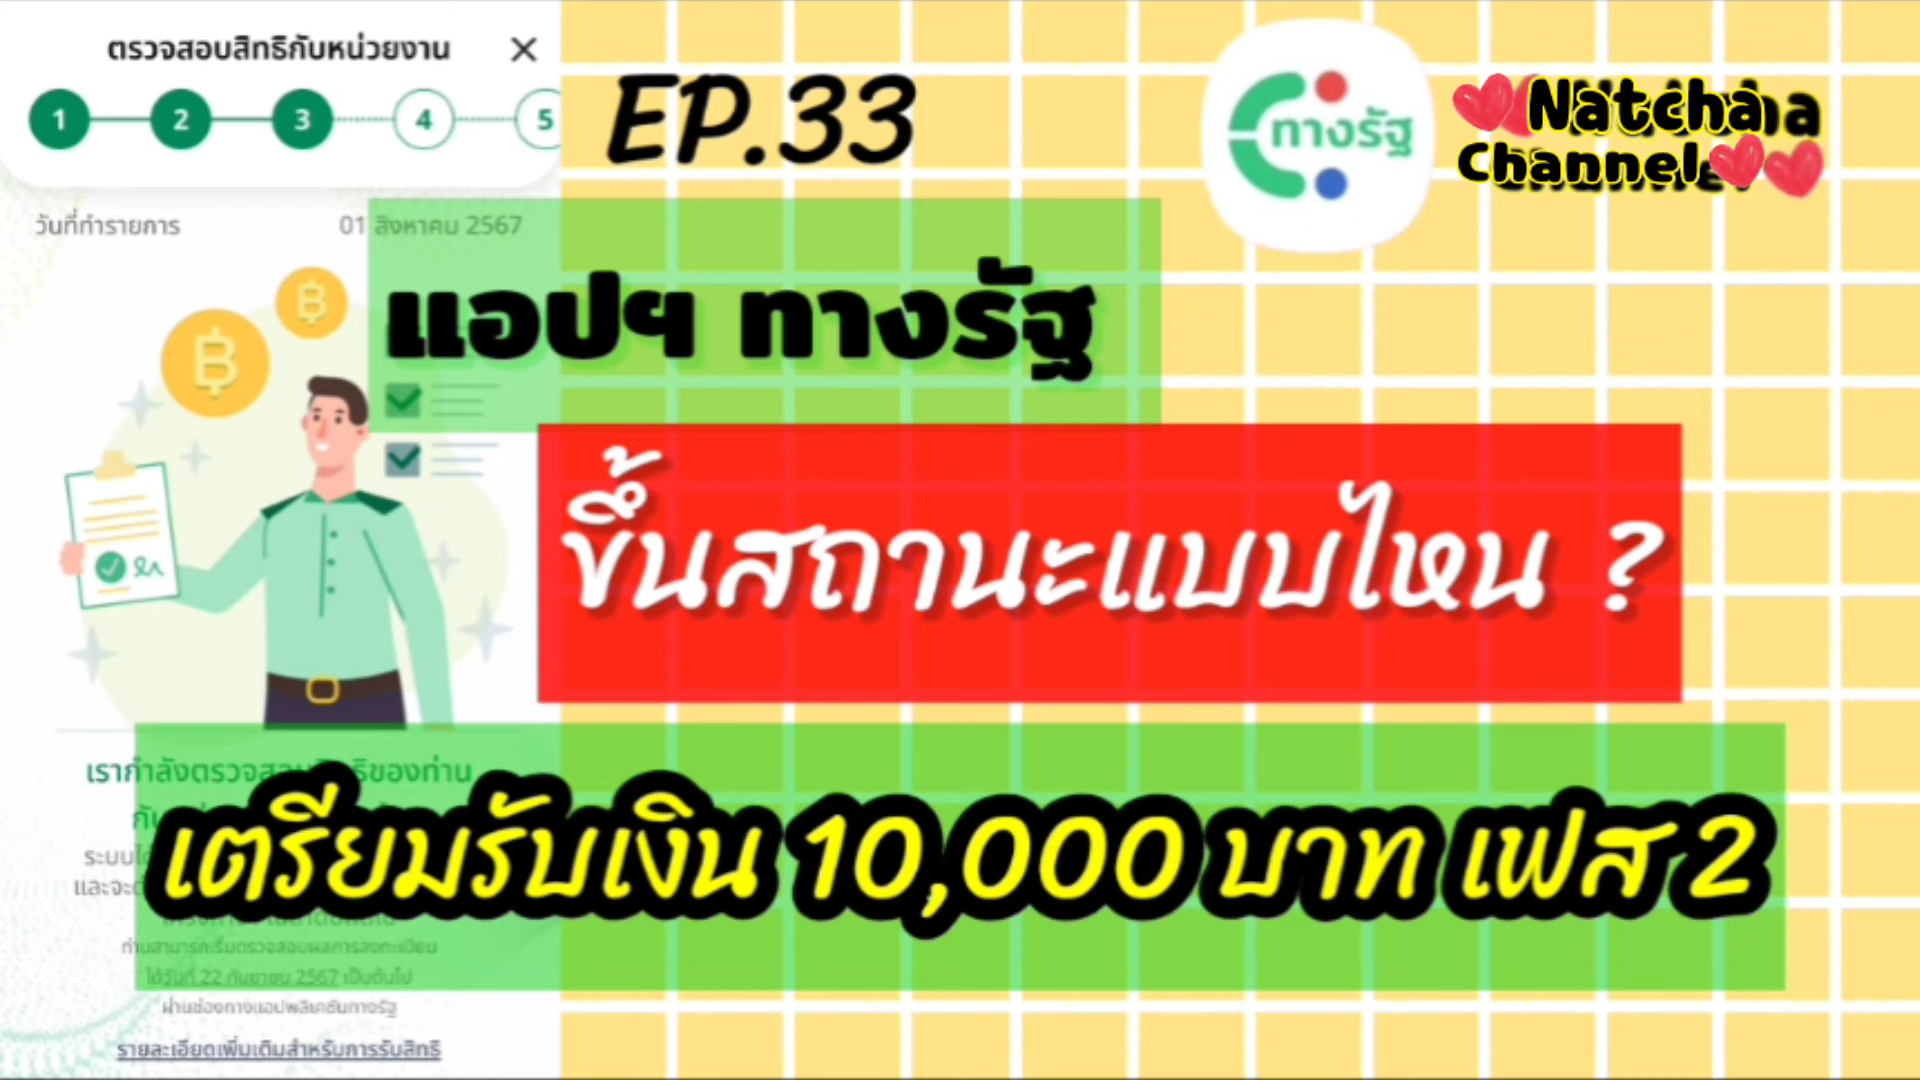 ตรวจสอบสิทธิกับหน่วยงาน
1 2 3 4 5
EP.33
ทางรัฐ
Natcha
Channel
วันที่ทำรายการ 01 สิงหาคม 2567
แอปฯ ทางรัฐ
ขึ้นสถานะแบบไหน ?
เรากำลังตรวจสอบสิทธิของท่าน
เตรียมรับเงิน 10,000 บาท เฟส 2
ท่านสามารถเริ่มตรวจสอบผลการลงทะเบียน
ได้วันที่ 22 กันยายน 2567 เป็นต้นไป
ผ่านช่องทางแอปพลิเคชันทางรัฐ
รายละเอียดเพิ่มเติมสำหรับการรับสิทธิ